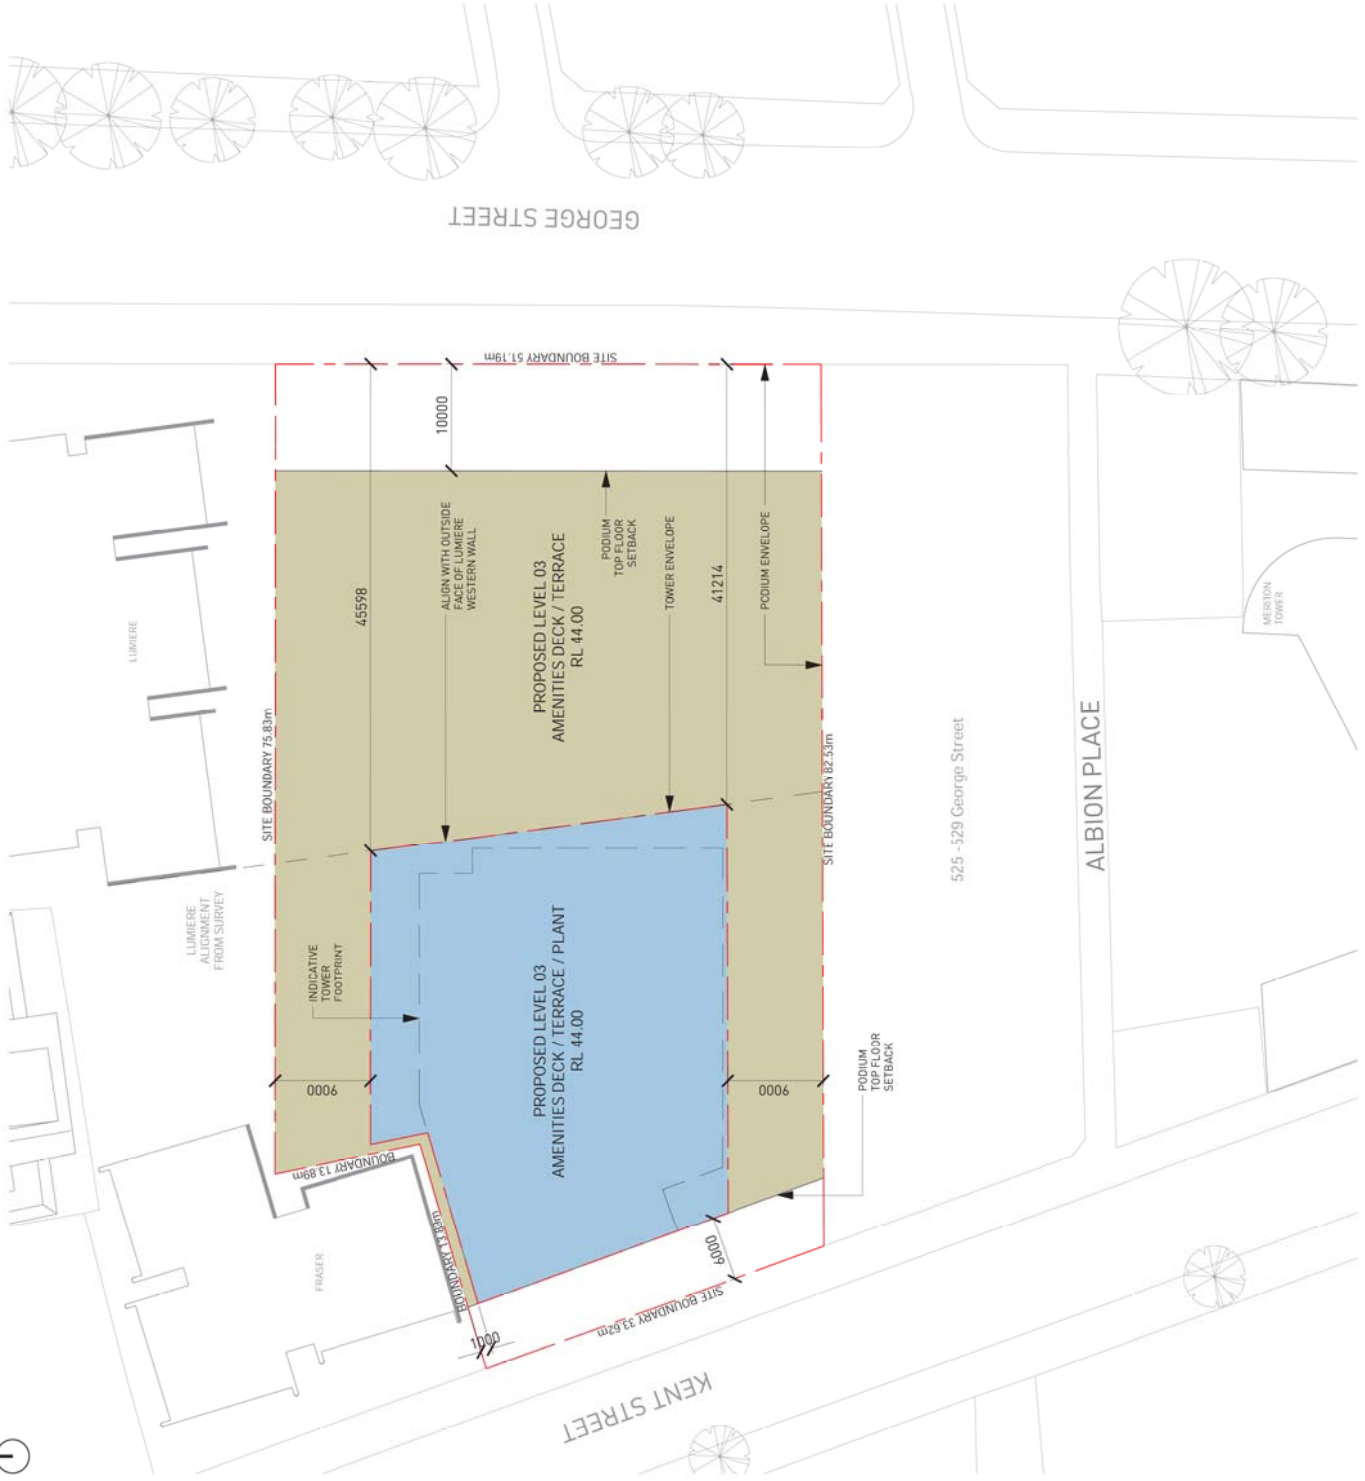 GEORGE STREET
SITE BOUNDARY 51.19m
10000
45598
ALIGN WITH OUTSIDE
FACE OF LUMIERE
WESTERN WALL
PROPOSED LEVEL 03
AMENITIES DECK / TERRACE
RL 44.00
PODIUM
TOP FLOOR
SETBACK
TOWER ENVELOPE
41214
PODIUM ENVELOPE
LUMIERE
MERITON
TOWER
SITE BOUNDARY 75.83m
SITE BOUNDARY 82.53m
525 -529 George Street
ALBION PLACE
LUMIERE
ALIGNMENT
FROM SURVEY
INDICATIVE
TOWER
FOOTPRINT
PROPOSED LEVEL 03
AMENITIES DECK / TERRACE / PLANT
RL 44.00
9000
9000
PODIUM
TOP FLOOR
SETBACK
BOUNDARY 13.89m
BOUNDARY 13.89m
FRASER
6000
SITE BOUNDARY 33.62m
1000
KENT STREET